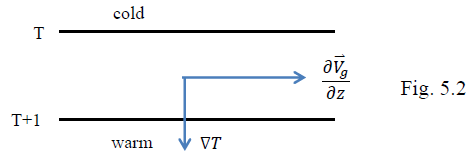 cold
T
∂V⃗g
∂z
Fig. 5.2
T+1
warm
∇T